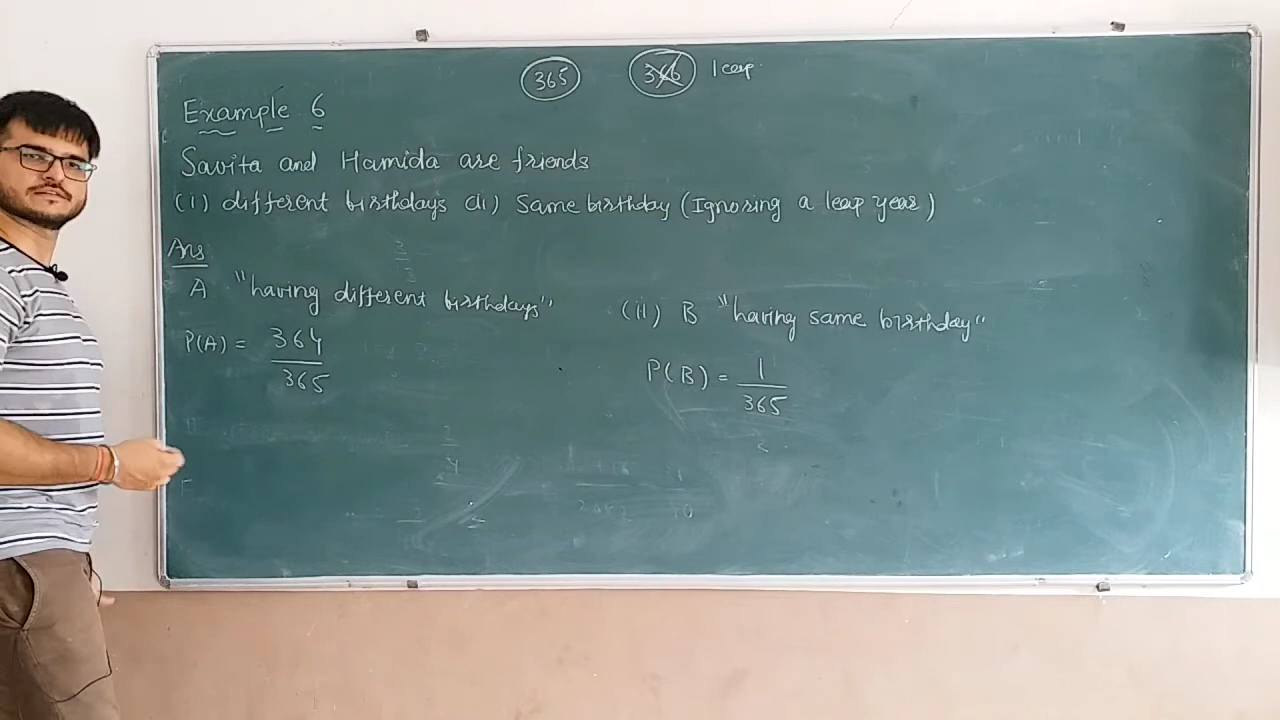 365 366 leap
Example 6
Savita and Hamida are friends
(i) different birthdays (ii) Same birthday (Ignoring a leap year)
Ans
A "having different birthdays"
P(A) = 364
365
(ii) B "having same birthday"
P(B) = 1
365